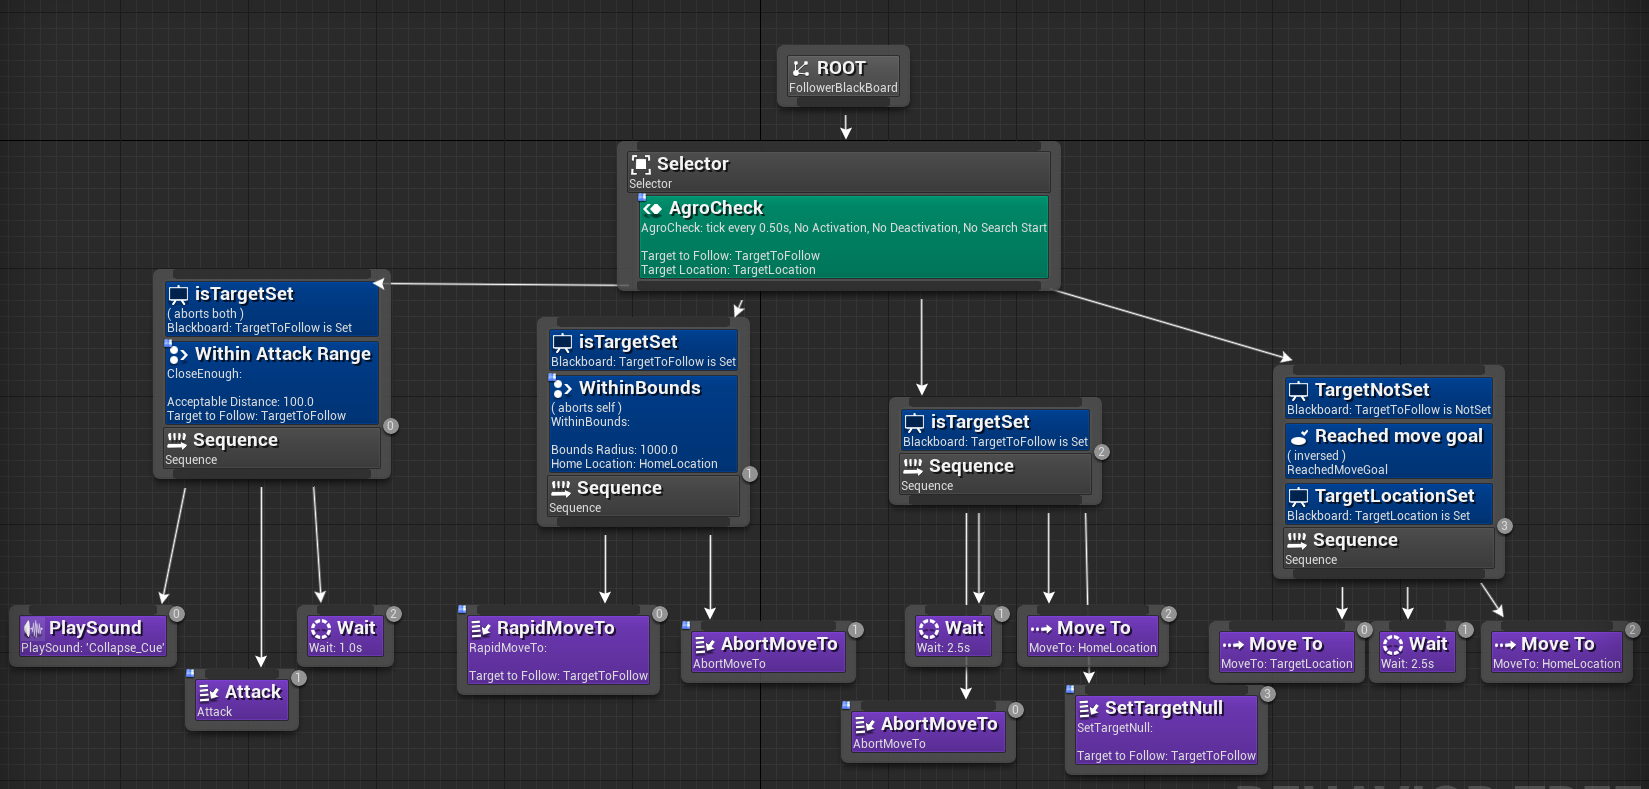 ROOT
FollowerBlackBoard
Selector
Selector
AgroCheck
AgroCheck: tick every 0.50s, No Activation, No Deactivation, No Search Start
Target to Follow: TargetToFollow
Target Location: TargetLocation
isTargetSet
( aborts both )
Blackboard: TargetToFollow is Set
Within Attack Range
CloseEnough:
Acceptable Distance: 100.0
Target to Follow: TargetToFollow
0
Sequence
Sequence
isTargetSet
Blackboard: TargetToFollow is Set
WithinBounds
( aborts self )
WithinBounds:
Bounds Radius: 1000.0
Home Location: HomeLocation
1
Sequence
Sequence
isTargetSet
Blackboard: TargetToFollow is Set
2
Sequence
Sequence
TargetNotSet
Blackboard: TargetToFollow is NotSet
Reached move goal
( inversed )
ReachedMoveGoal
TargetLocationSet
Blackboard: TargetLocation is Set
3
Sequence
Sequence
0
PlaySound
PlaySound: 'Collapse_Cue'
1
Attack
Attack
2
Wait
Wait: 1.0s
0
RapidMoveTo
RapidMoveTo:
Target to Follow: TargetToFollow
1
AbortMoveTo
AbortMoveTo
0
AbortMoveTo
AbortMoveTo
1
Wait
Wait: 2.5s
2
Move To
MoveTo: HomeLocation
3
SetTargetNull
SetTargetNull:
Target to Follow: TargetToFollow
0
Move To
MoveTo: TargetLocation
1
Wait
Wait: 2.5s
2
Move To
MoveTo: HomeLocation